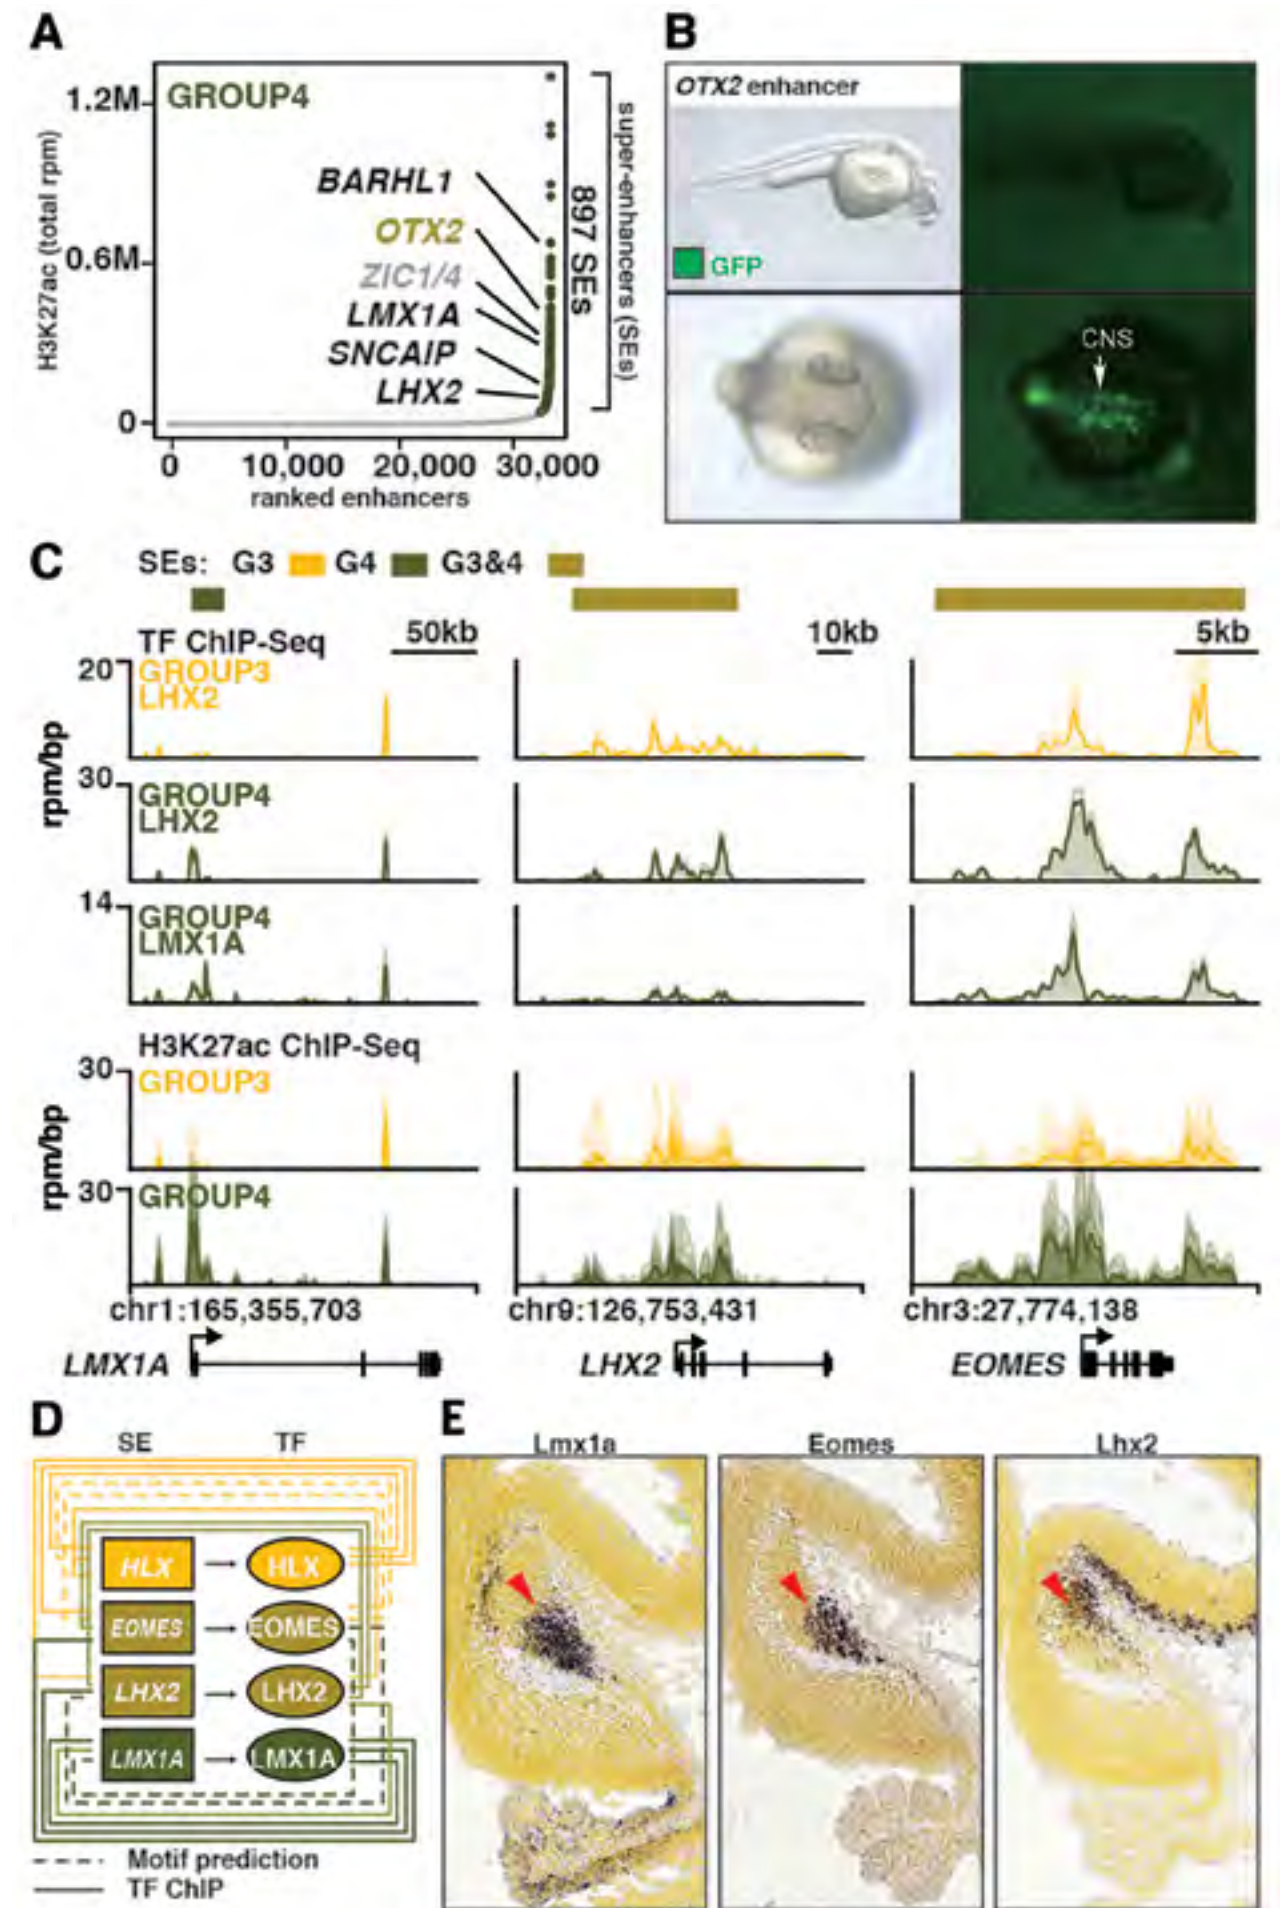 A
GROUP4
H3K27ac (total rpm)
1.2M
0.6M
0
BARHL1
OTX2
ZIC1/4
LMX1A
SNCAIP
LHX2
897 SEs
super-enhancers (SEs)
0 10,000 20,000 30,000
ranked enhancers
B
OTX2 enhancer
GFP
CNS
C
SEs: G3 G4 G3&4
50kb 10kb 5kb
TF ChIP-Seq
rpm/bp
20
GROUP3
LHX2
30
GROUP4
LHX2
14
GROUP4
LMX1A
H3K27ac ChIP-Seq
rpm/bp
30
GROUP3
30
GROUP4
chr1:165,355,703 chr9:126,753,431 chr3:27,774,138
LMX1A LHX2 EOMES
D
SE TF
HLX HLX
EOMES EOMES
LHX2 LHX2
LMX1A LMX1A
Motif prediction
TF ChIP
E
Lmx1a Eomes Lhx2